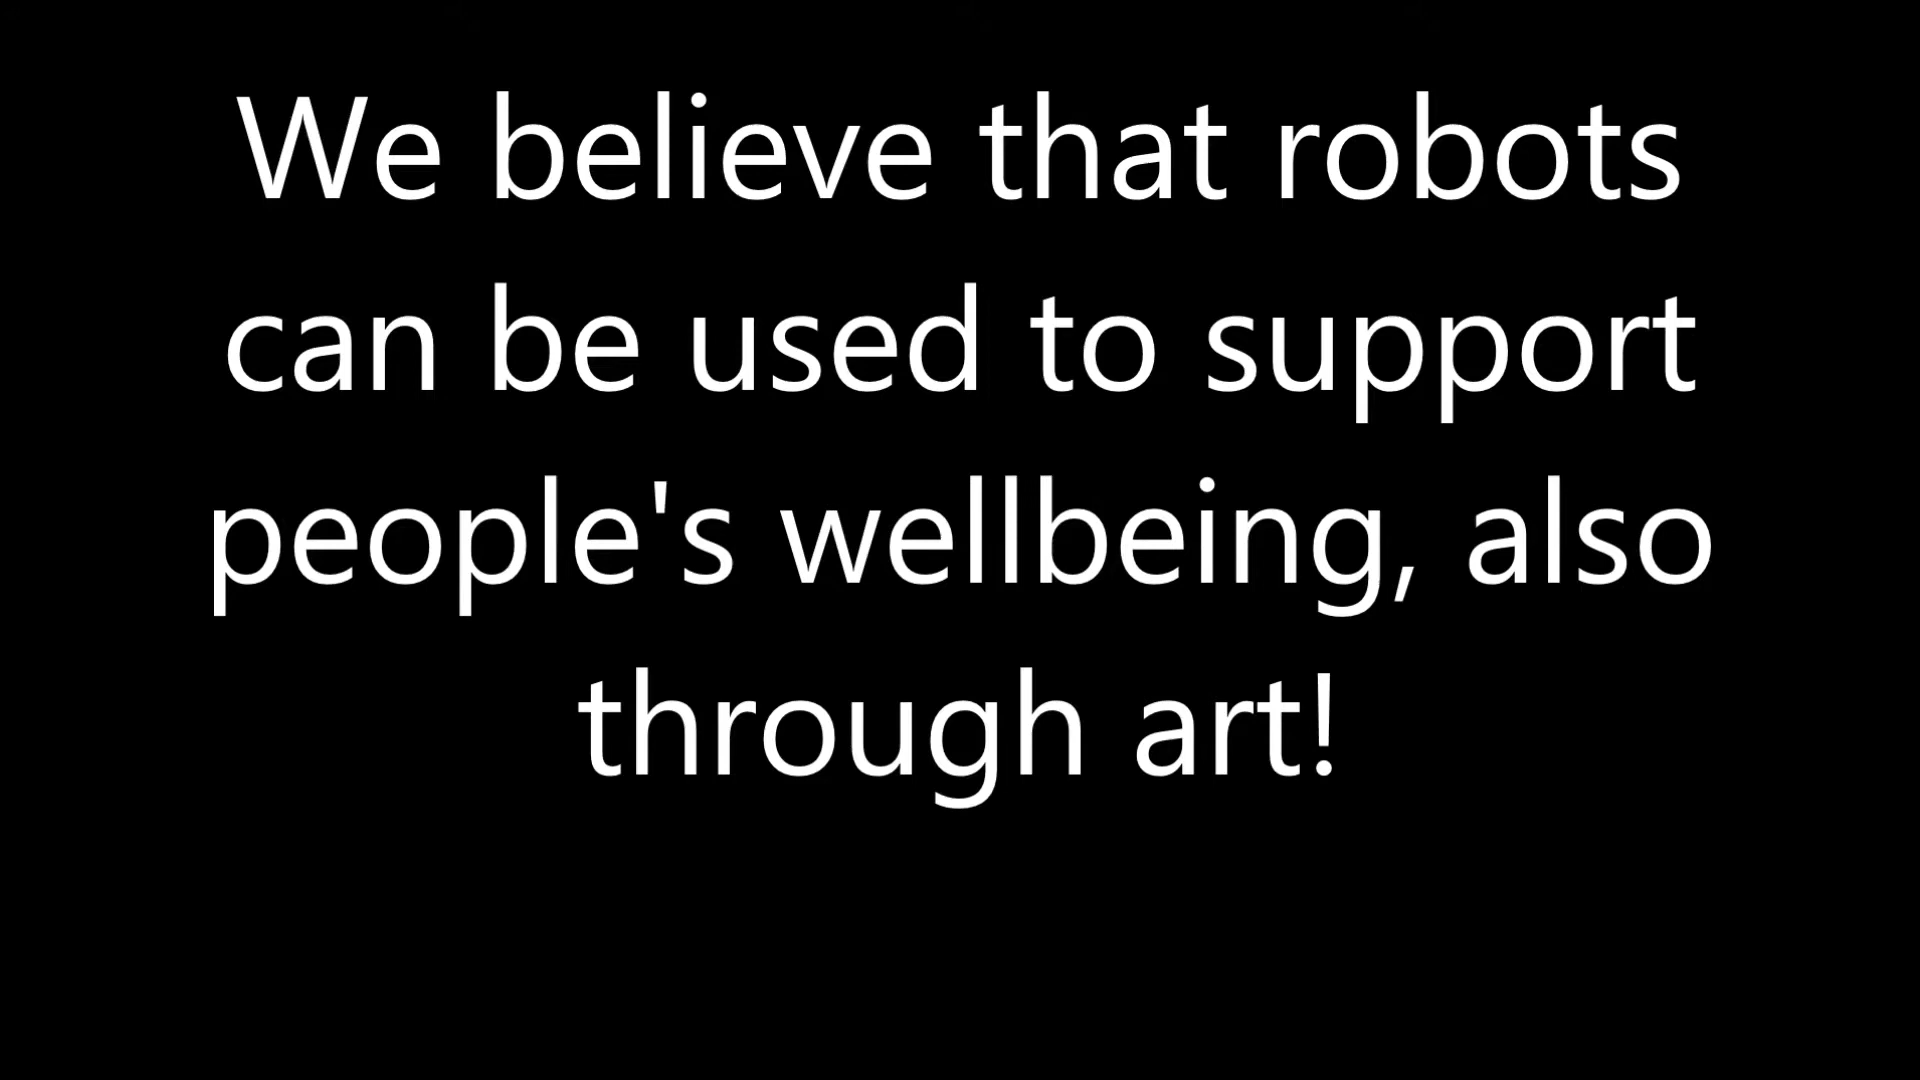 We believe that robots
can be used to support
people's wellbeing, also
through art!